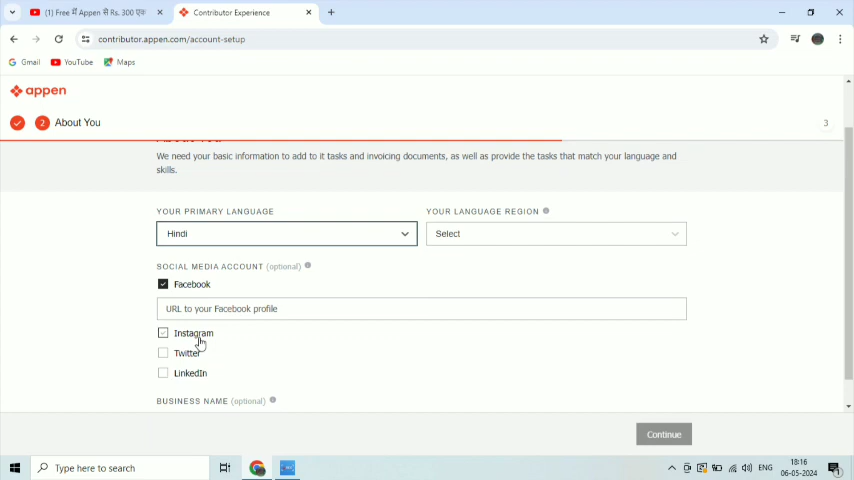 (1) Free में Appen से Rs. 300 एक
Contributor Experience
contributor.appen.com/account-setup
Gmail YouTube Maps
appen
2 About You 3
We need your basic information to add to it tasks and invoicing documents, as well as provide the tasks that match your language and
skills.
YOUR PRIMARY LANGUAGE YOUR LANGUAGE REGION
Hindi Select
SOCIAL MEDIA ACCOUNT (optional)
Facebook
URL to your Facebook profile
Instagram
Twitter
LinkedIn
BUSINESS NAME (optional)
Continue
Type here to search
ENG
18:16
06-05-2024
1